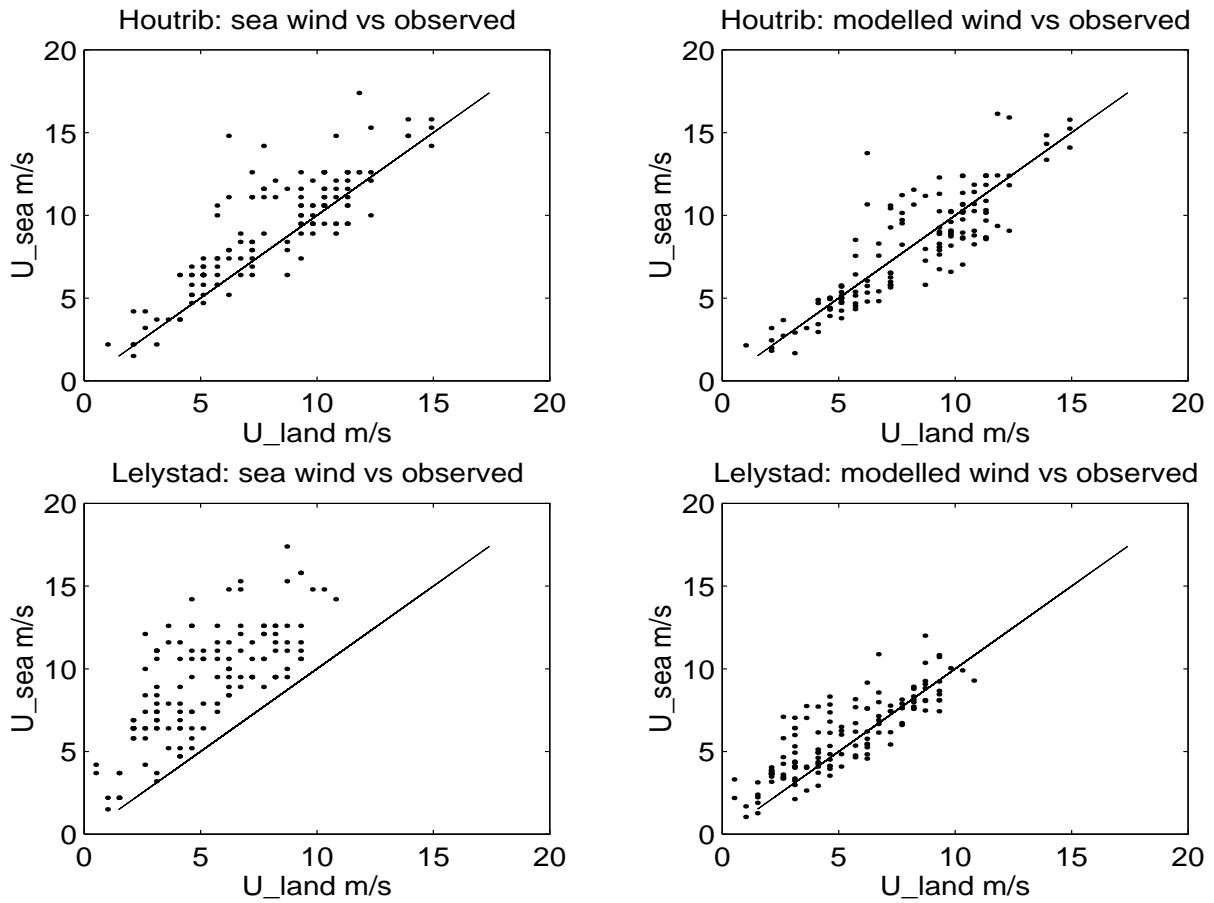 Houtrib: sea wind vs observed
20
15
10
5
0
U_sea m/s
0 5 10 15 20
U_land m/s
Houtrib: modelled wind vs observed
20
15
10
5
0
U_sea m/s
0 5 10 15 20
U_land m/s
Lelystad: sea wind vs observed
20
15
10
5
0
U_sea m/s
0 5 10 15 20
U_land m/s
Lelystad: modelled wind vs observed
20
15
10
5
0
U_sea m/s
0 5 10 15 20
U_land m/s